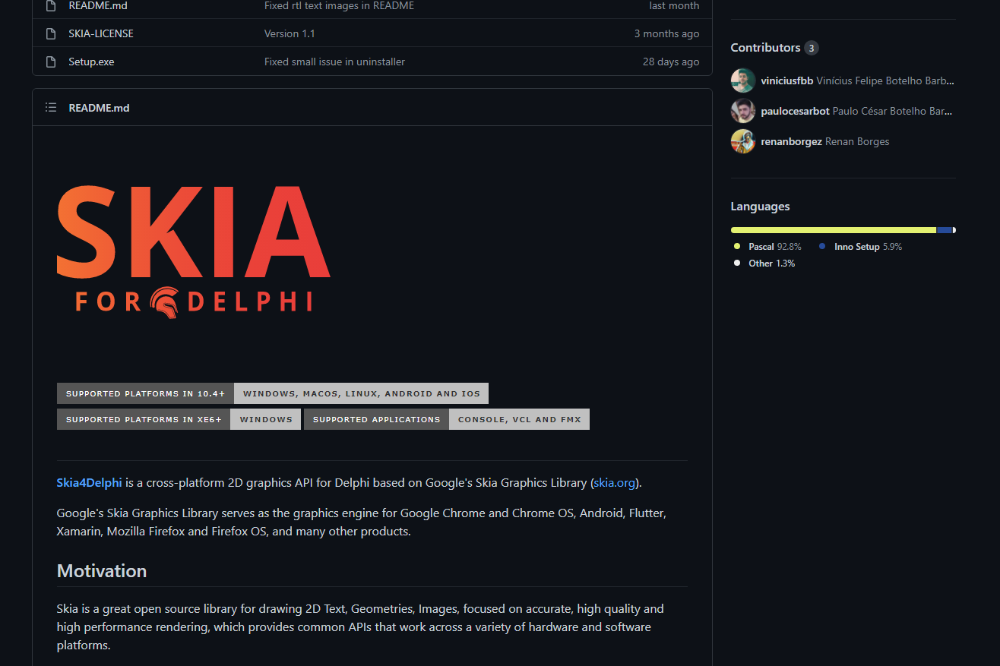 README.md Fixed rtl text images in README last month
SKIA-LICENSE Version 1.1 3 months ago
Setup.exe Fixed small issue in uninstaller 28 days ago
README.md
SKIA
FOR DELPHI
SUPPORTED PLATFORMS IN 10.4+ WINDOWS, MACOS, LINUX, ANDROID AND IOS
SUPPORTED PLATFORMS IN XE6+ WINDOWS SUPPORTED APPLICATIONS CONSOLE, VCL AND FMX
Skia4Delphi is a cross-platform 2D graphics API for Delphi based on Google's Skia Graphics Library (skia.org).
Google's Skia Graphics Library serves as the graphics engine for Google Chrome and Chrome OS, Android, Flutter,
Xamarin, Mozilla Firefox and Firefox OS, and many other products.
Motivation
Skia is a great open source library for drawing 2D Text, Geometries, Images, focused on accurate, high quality and
high performance rendering, which provides common APIs that work across a variety of hardware and software
platforms.
Contributors 3
viniciusfbb Vinícius Felipe Botelho Barb...
paulocesarbot Paulo César Botelho Bar...
renanborgez Renan Borges
Languages
Pascal 92.8% Inno Setup 5.9%
Other 1.3%